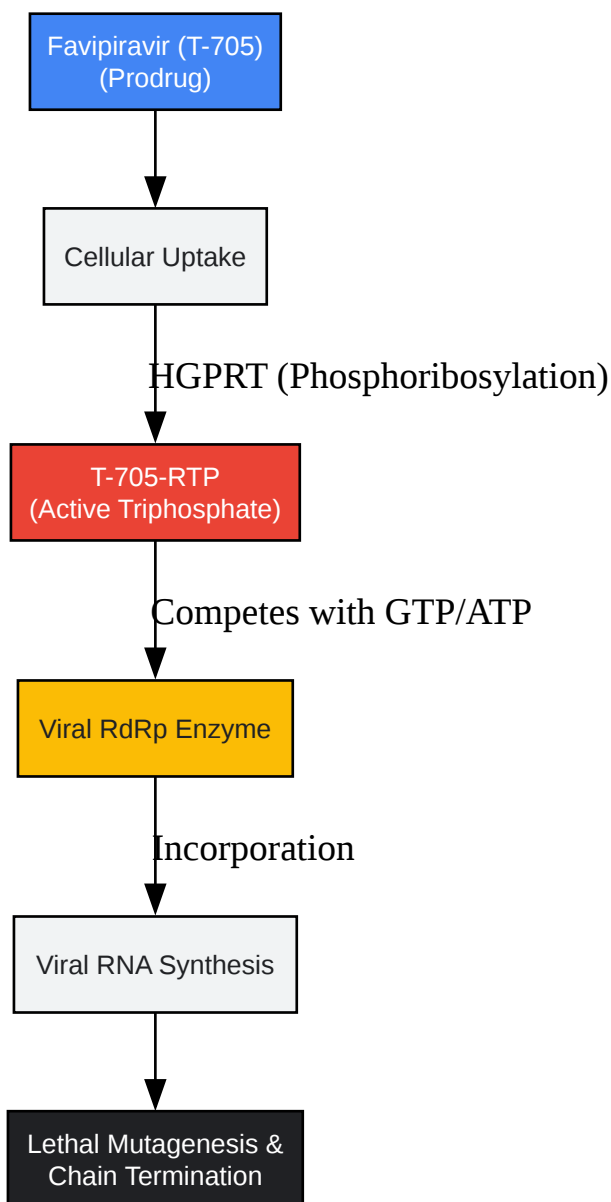 Favipiravir (T-705)
(Prodrug)
Cellular Uptake
HGPRT (Phosphoribosylation)
T-705-RTP
(Active Triphosphate)
Competes with GTP/ATP
Viral RdRp Enzyme
Incorporation
Viral RNA Synthesis
Lethal Mutagenesis &
Chain Termination